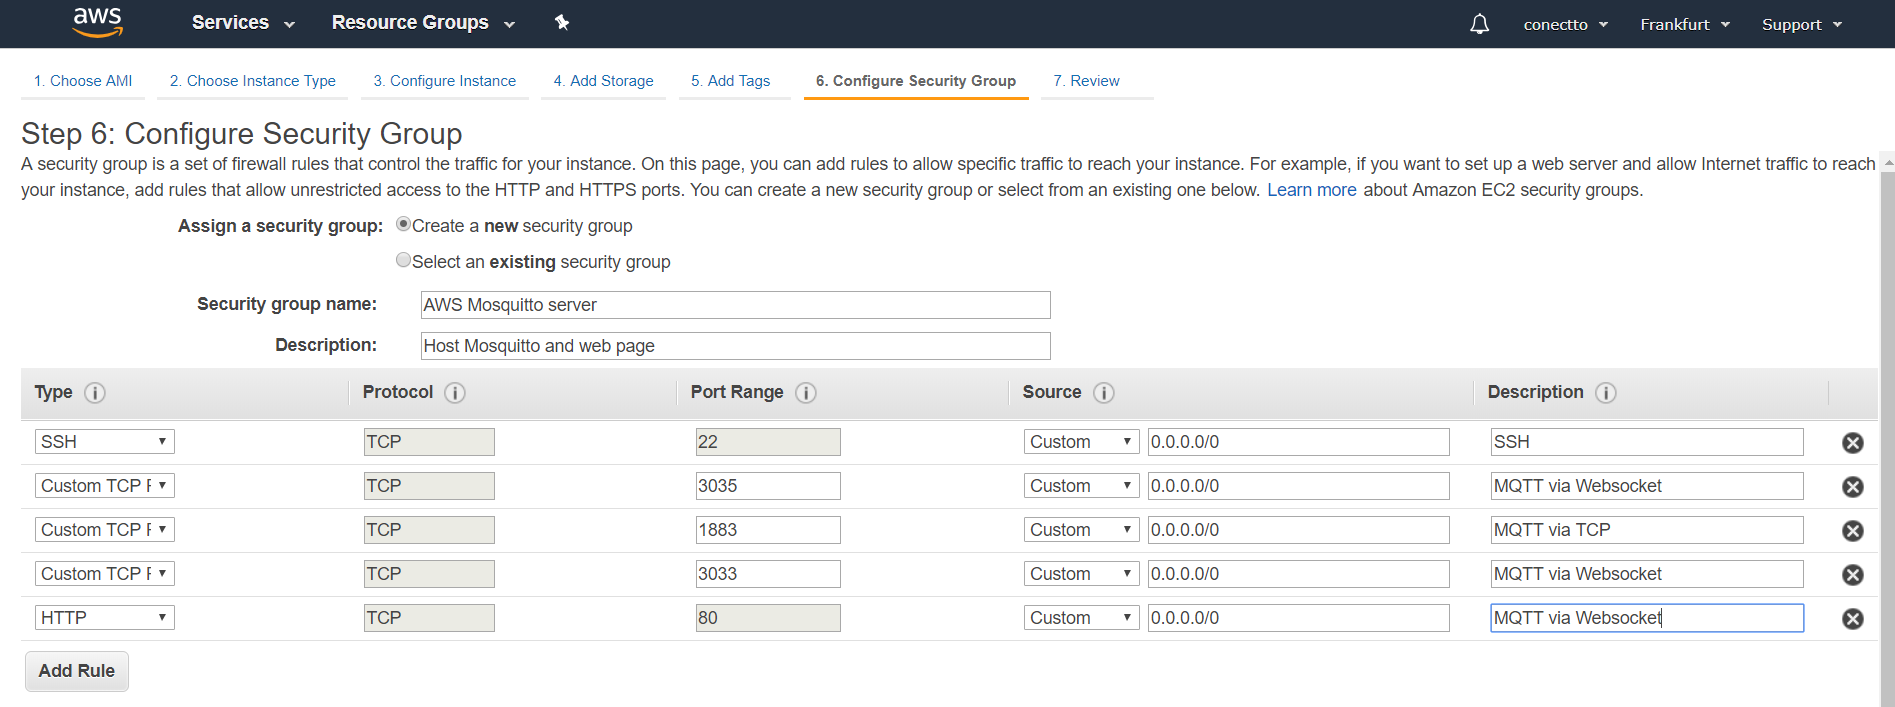 aws Services Resource Groups conectto Frankfurt Support
1. Choose AMI 2. Choose Instance Type 3. Configure Instance 4. Add Storage 5. Add Tags 6. Configure Security Group 7. Review
Step 6: Configure Security Group
A security group is a set of firewall rules that control the traffic for your instance. On this page, you can add rules to allow specific traffic to reach your instance. For example, if you want to set up a web server and allow Internet traffic to reach
your instance, add rules that allow unrestricted access to the HTTP and HTTPS ports. You can create a new security group or select from an existing one below. Learn more about Amazon EC2 security groups.
Assign a security group: Create a new security group
Select an existing security group
Security group name: AWS Mosquitto server
Description: Host Mosquitto and web page
Type i Protocol i Port Range i Source i Description i
SSH TCP 22 Custom 0.0.0.0/0 SSH
Custom TCP F TCP 3035 Custom 0.0.0.0/0 MQTT via Websocket
Custom TCP F TCP 1883 Custom 0.0.0.0/0 MQTT via TCP
Custom TCP F TCP 3033 Custom 0.0.0.0/0 MQTT via Websocket
HTTP TCP 80 Custom 0.0.0.0/0 MQTT via Websocket
Add Rule